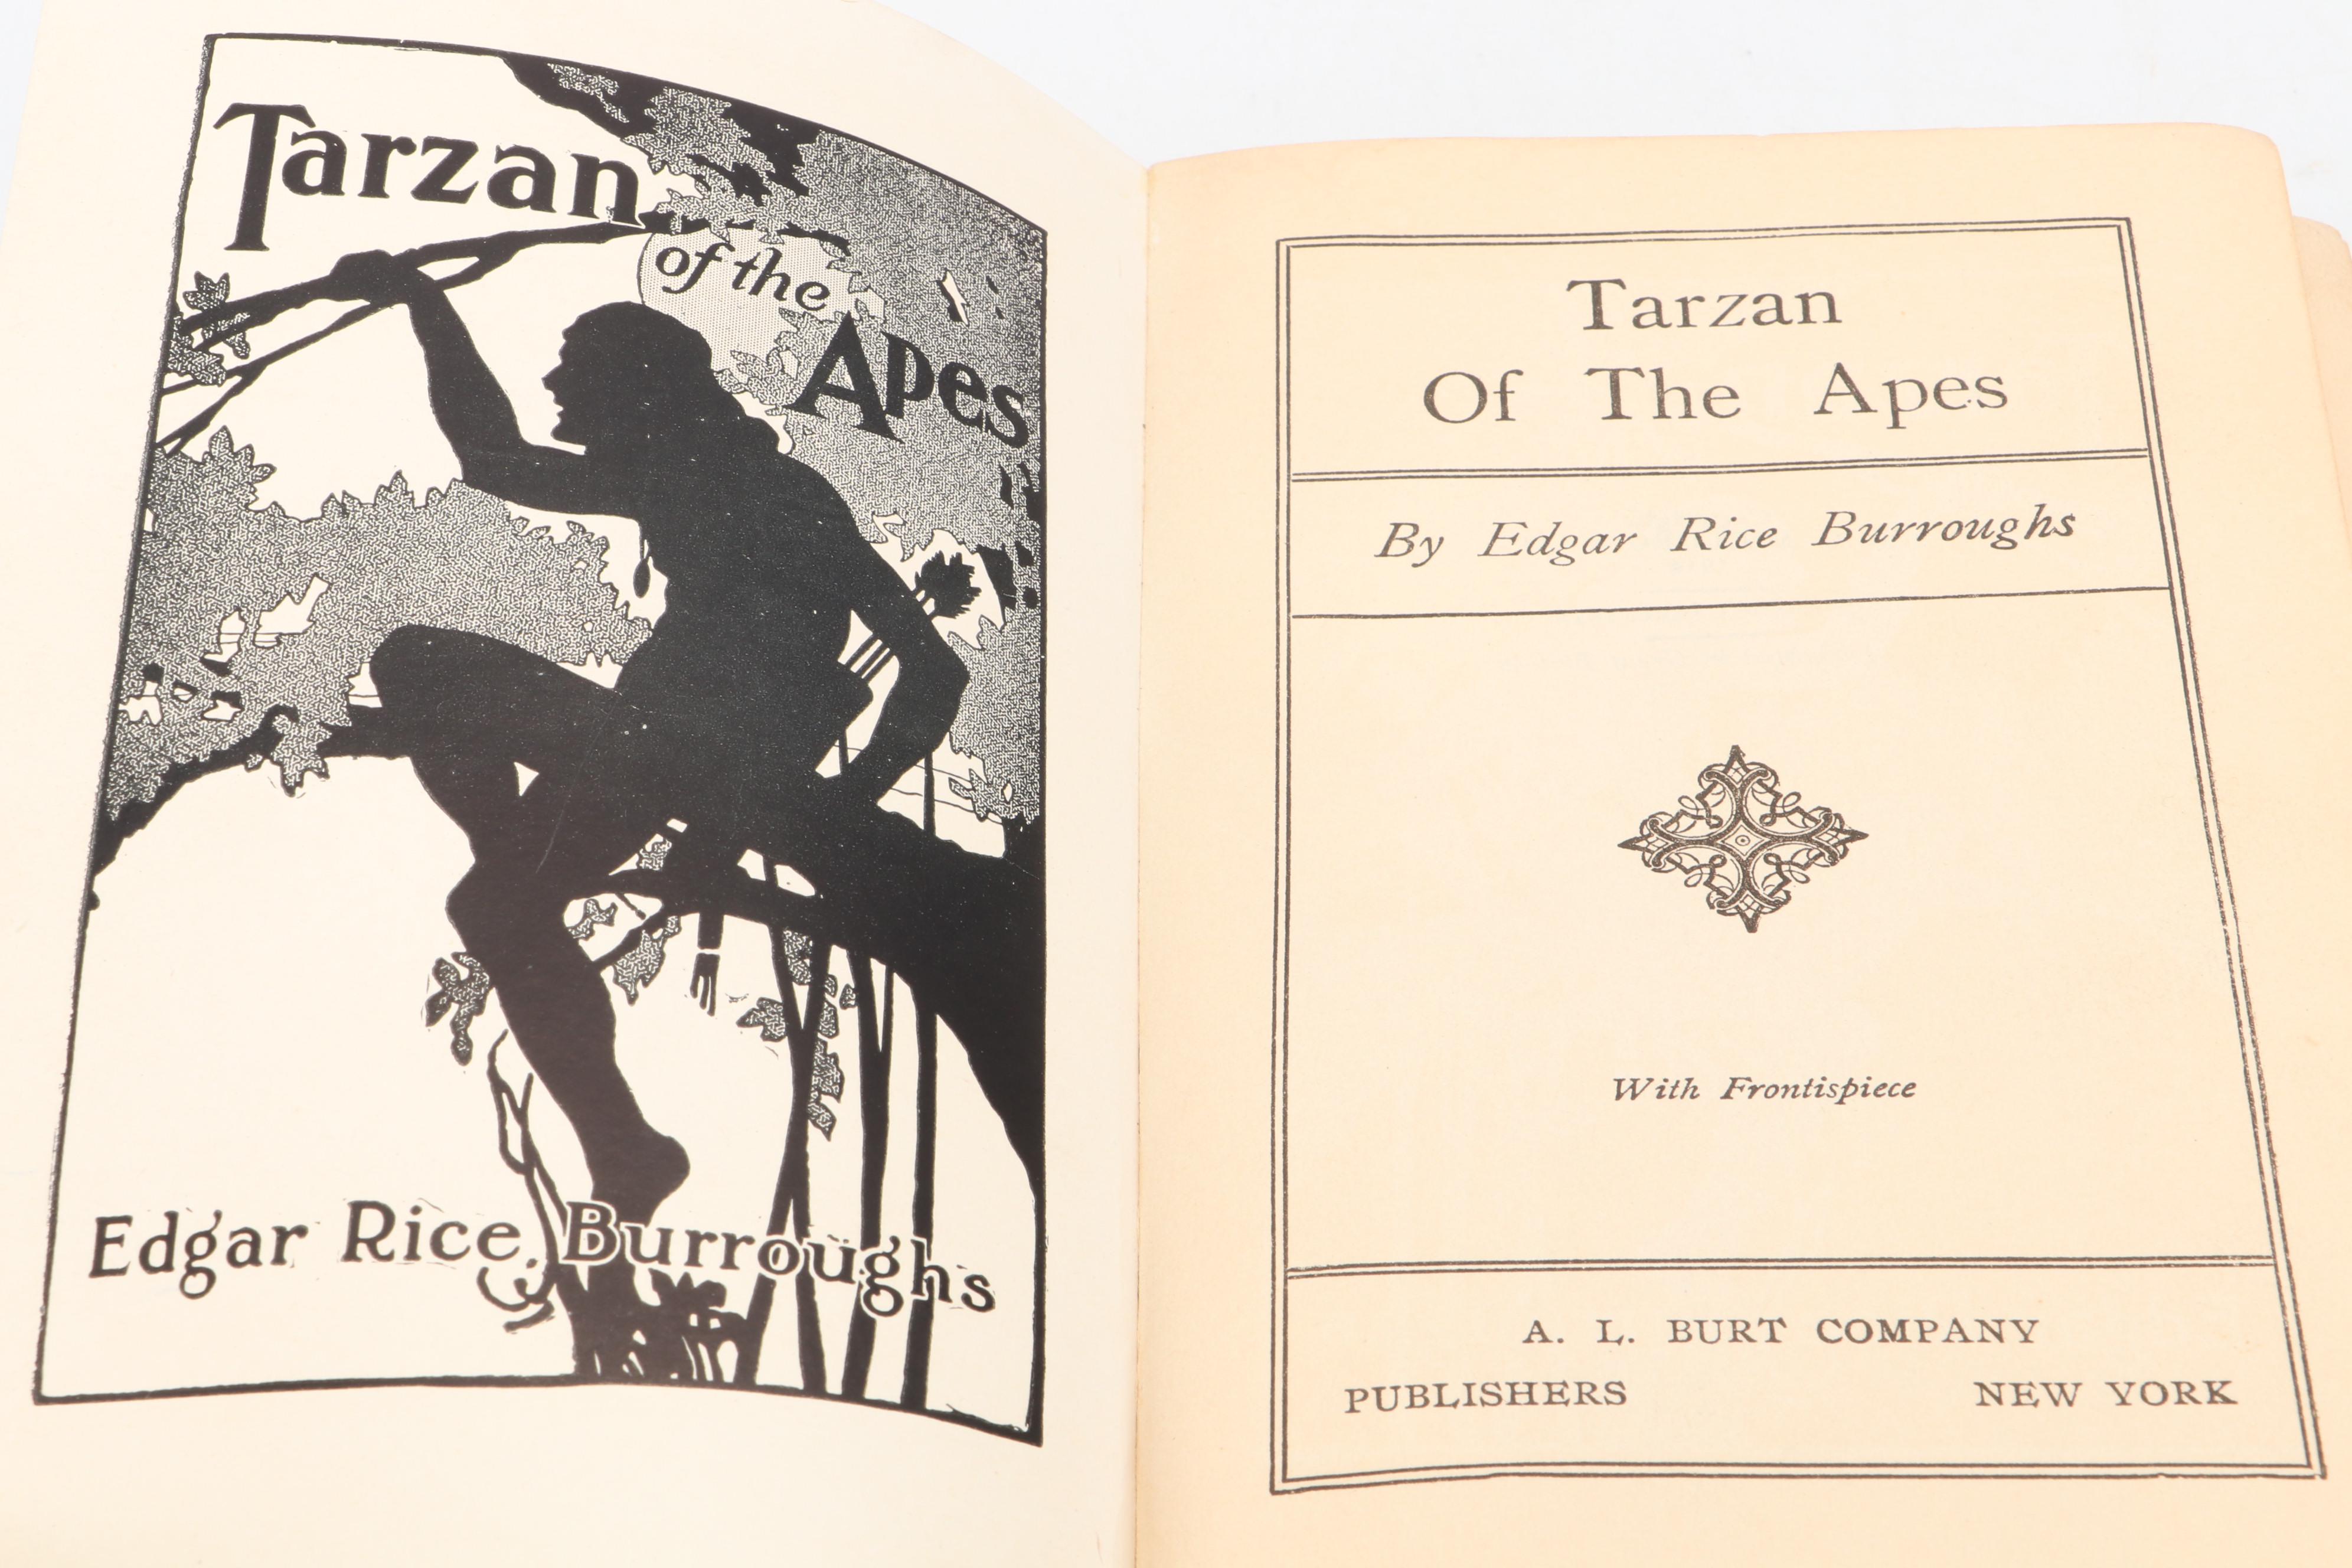 Tarzan
of the
Apes
Edgar Rice Burroughs
Tarzan
Of The Apes
By Edgar Rice Burroughs
With Frontispiece
A. L. BURT COMPANY
PUBLISHERS NEW YORK